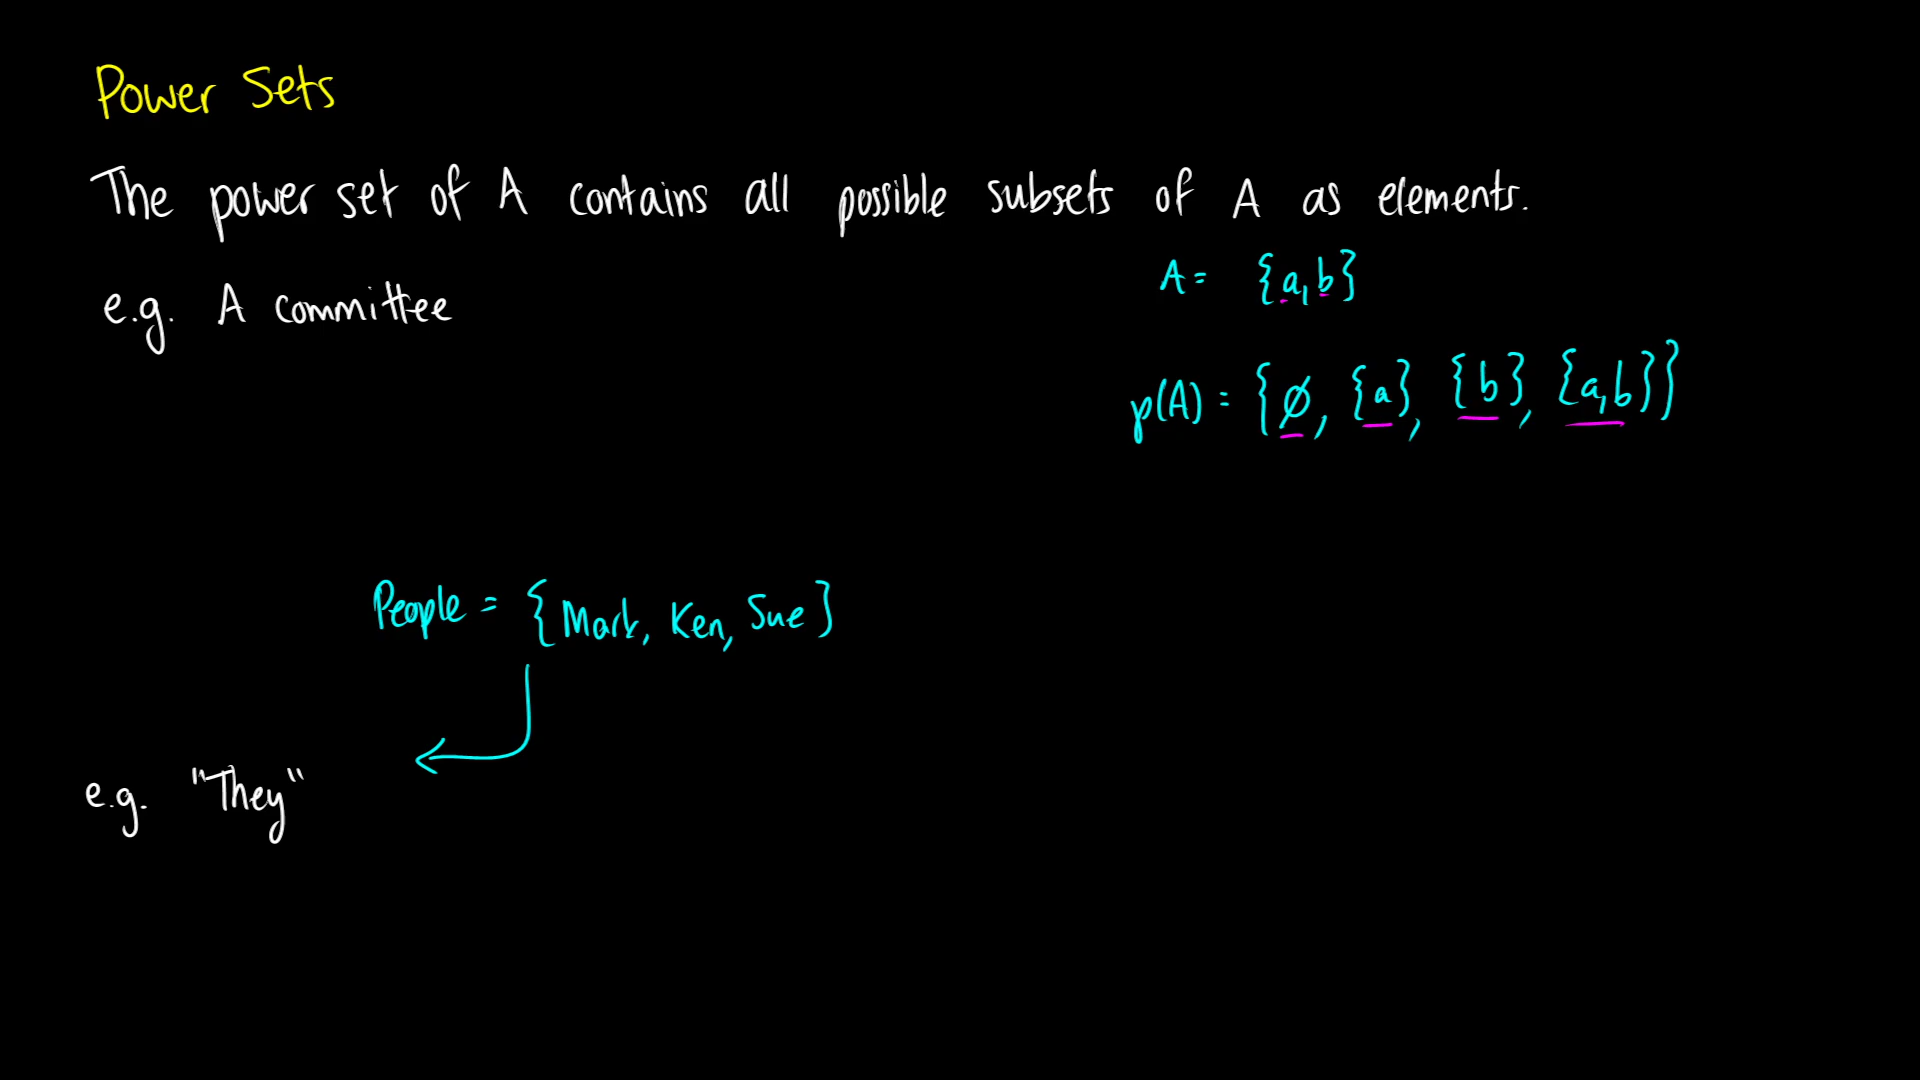 Power Sets
The power set of A contains all possible subsets of A as elements.
A = {a, b}
e.g. A committee
p(A) = {∅, {a}, {b}, {a,b}}
People = {Mark, Ken, Sue}
e.g. "They"